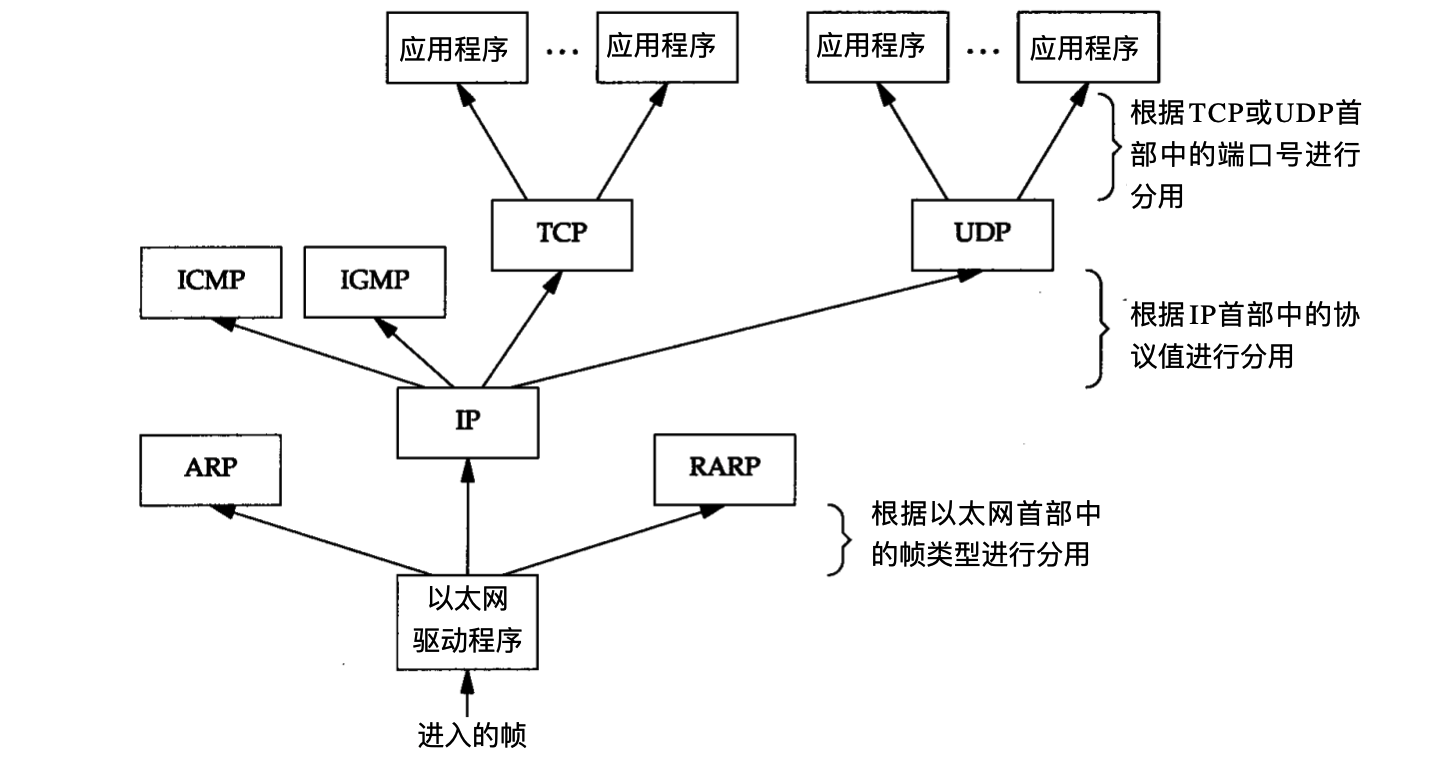 应用程序 … 应用程序 应用程序 … 应用程序
根据TCP或UDP首
部中的端口号进行
分用
TCP
UDP
ICMP
IGMP
根据IP首部中的协
议值进行分用
IP
ARP
RARP
根据以太网首部中
的帧类型进行分用
以太网
驱动程序
进入的帧